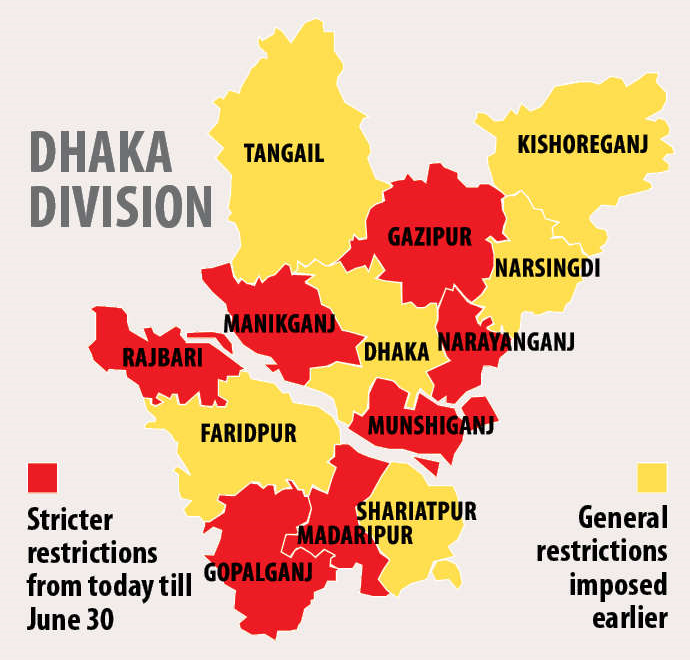 DHAKA
DIVISION
TANGAIL
KISHOREGANJ
GAZIPUR
NARSINGDI
MANIKGANJ
NARAYANGANJ
RAJBARI
DHAKA
FARIDPUR
MUNSHIGANJ
SHARIATPUR
MADARIPUR
GOPALGANJ
Stricter
restrictions
from today till
June 30
General
restrictions
imposed
earlier